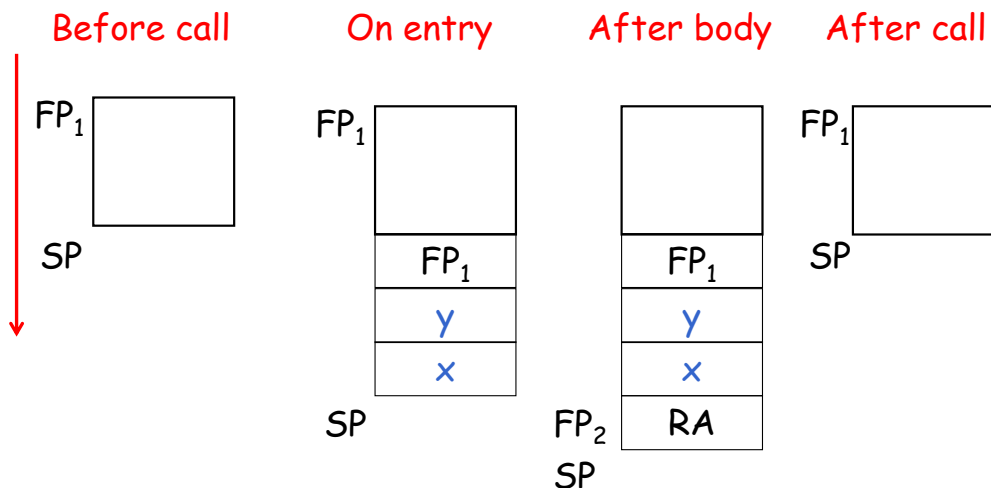 Before call
On entry
After body
After call
FP1
FP1
FP1
SP
FP1
FP1
SP
y
y
x
x
SP
FP2
RA
SP